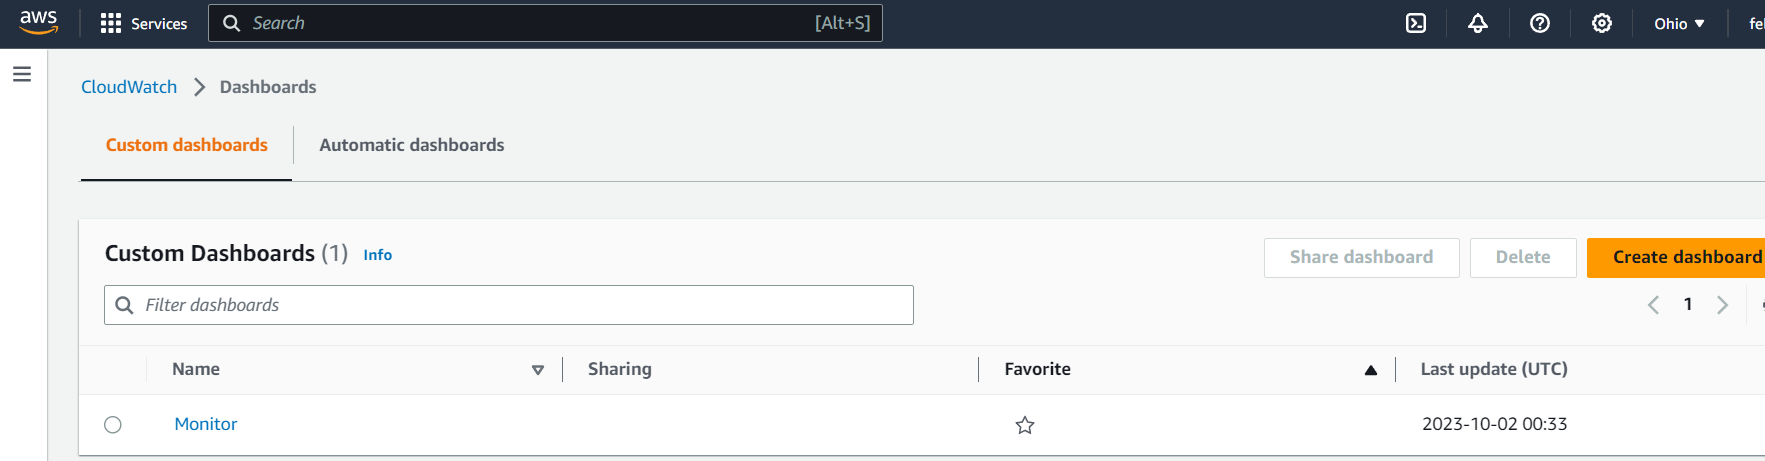 aws Services Search [Alt+S] Ohio
CloudWatch Dashboards
Custom dashboards Automatic dashboards
Custom Dashboards (1) Info Share dashboard Delete Create dashboard
Filter dashboards 1
Name Sharing Favorite Last update (UTC)
Monitor 2023-10-02 00:33